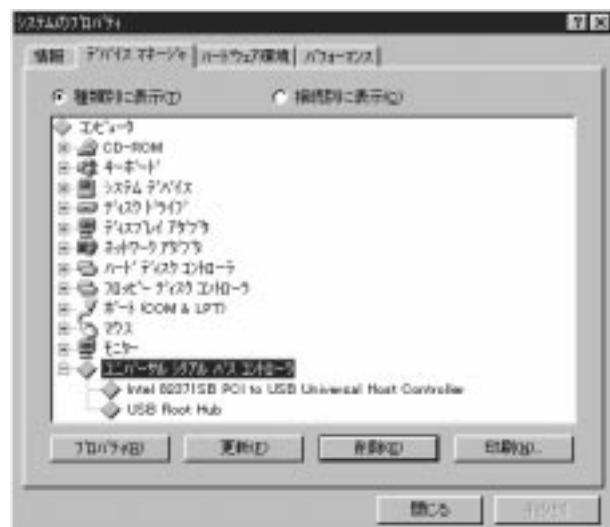 システムのプロパティ
情報 デバイス マネージャ ハードウェア環境 パフォーマンス
種類別に表示(T) 接続別に表示(C)
コンピュータ
CD-ROM
キーボード
システム デバイス
ディスク ドライブ
ディスプレイ アダプタ
ネットワーク アダプタ
ハード ディスク コントローラ
フロッピー ディスク コントローラ
ポート (COM & LPT)
マウス
モニター
ユニバーサル シリアル バス コントローラ
Intel 82371SB PCI to USB Universal Host Controller
USB Root Hub
プロパティ(R) 更新(F) 削除(E) 印刷(N)...
閉じる キャンセル